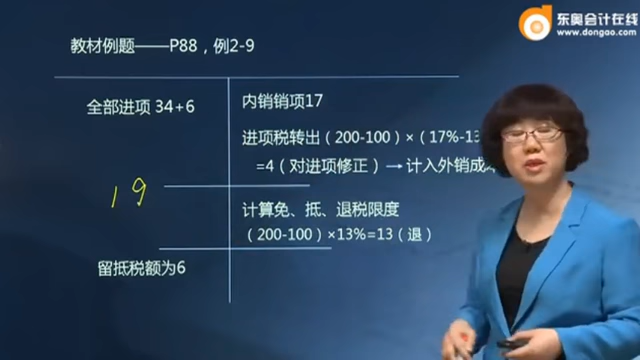 东奥会计在线
www.dongao.com
教材例题——P88，例2-9
全部进项 34+6
内销销项17
进项税转出（200-100）×（17%-13
=4（对进项修正）→计入外销成
19
计算免、抵、退税限度
（200-100）×13%=13（退）
留抵税额为6